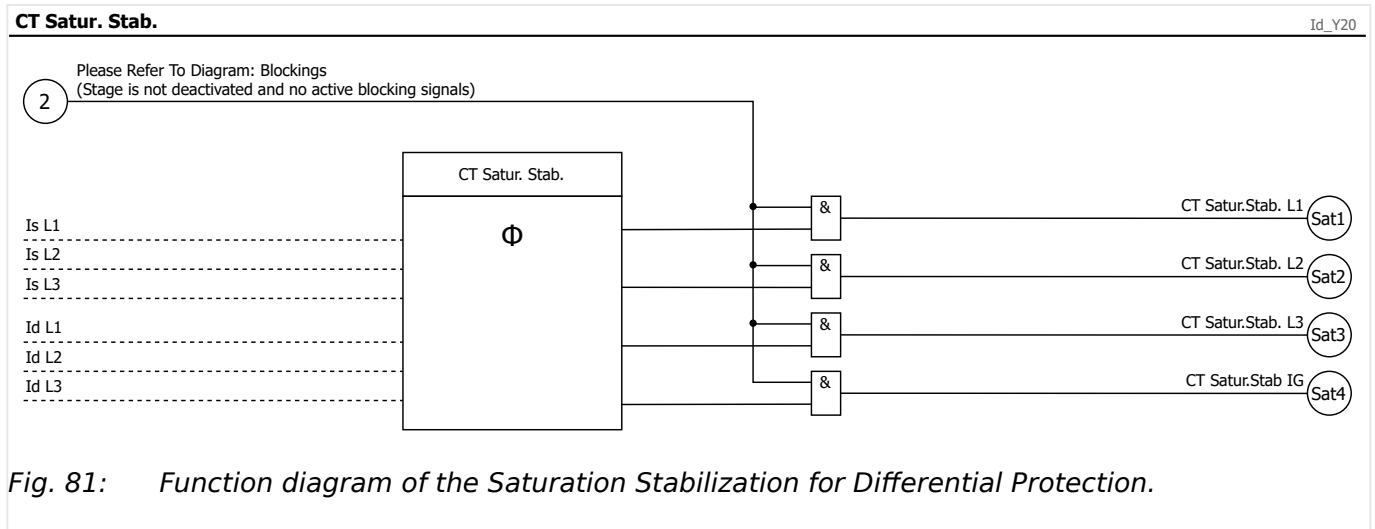 CT Satur. Stab.
Id_Y20
Please Refer To Diagram: Blockings
2
(Stage is not deactivated and no active blocking signals)
CT Satur. Stab.
Φ
Is L1
Is L2
Is L3
Id L1
Id L2
Id L3
&
CT Satur.Stab. L1
Sat1
&
CT Satur.Stab. L2
Sat2
&
CT Satur.Stab. L3
Sat3
&
CT Satur.Stab IG
Sat4
Fig. 81: Function diagram of the Saturation Stabilization for Differential Protection.